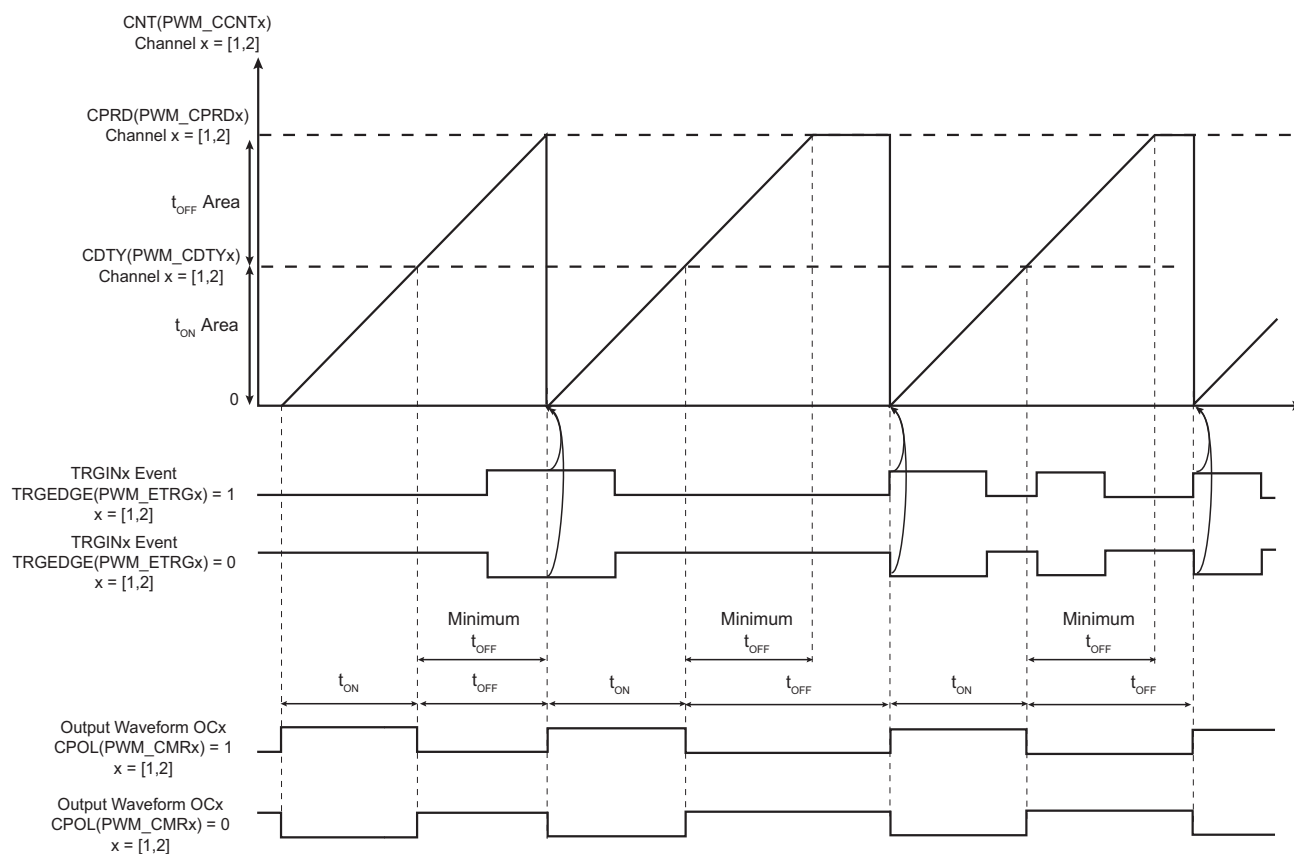 CNT(PWM_CCNTx)
Channel x = [1,2]
CPRD(PWM_CPRDx)
Channel x = [1,2]
tOFF Area
CDTY(PWM_CDTYx)
Channel x = [1,2]
tON Area
0
TRGINx Event
TRGEDGE(PWM_ETRGx) = 1
x = [1,2]
TRGINx Event
TRGEDGE(PWM_ETRGx) = 0
x = [1,2]
Minimum
tOFF
Minimum
tOFF
Minimum
tOFF
tON
tOFF
tON
tOFF
tON
tOFF
Output Waveform OCx
CPOL(PWM_CMRx) = 1
x = [1,2]
Output Waveform OCx
CPOL(PWM_CMRx) = 0
x = [1,2]